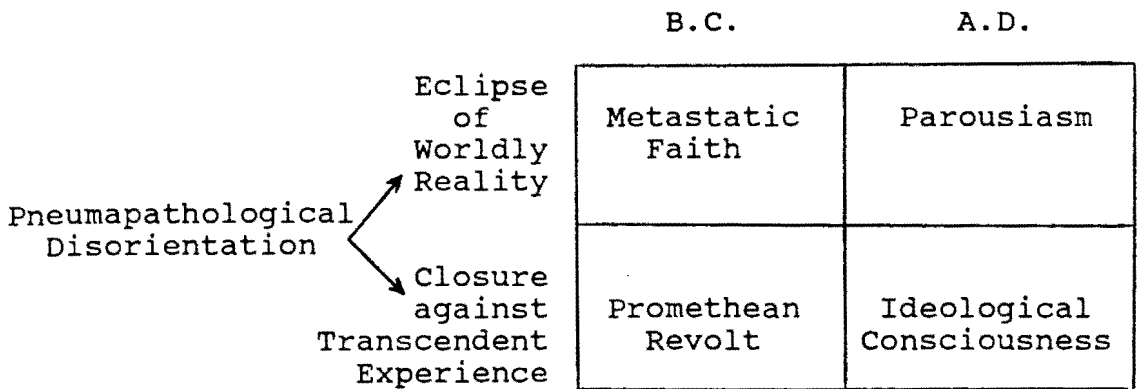 B.C. A.D.
Eclipse
of
Worldly
Reality
Metastatic
Faith
Parousiasm
Pneumapathological
Disorientation
Closure
against
Transcendent
Experience
Promethean
Revolt
Ideological
Consciousness